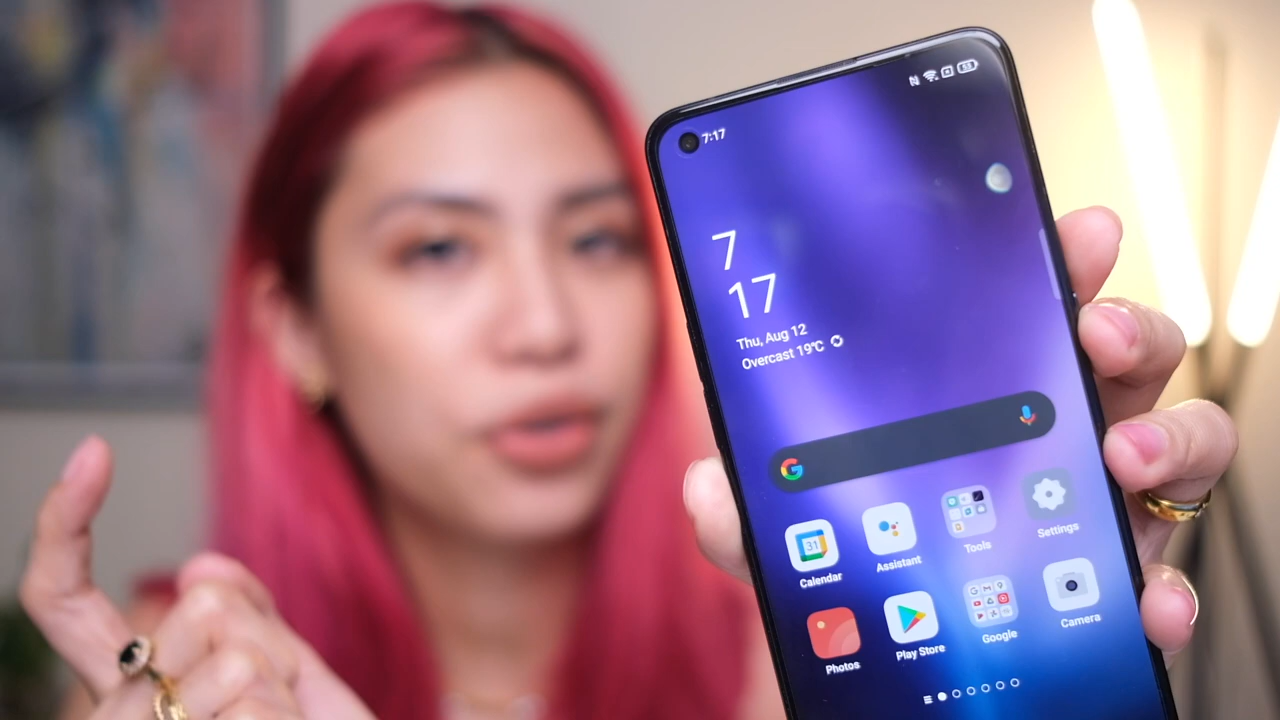 7:17
53
7
17
Thu, Aug 12
Overcast 19°C
G
31
Calendar
Assistant
Tools
Settings
Photos
Play Store
Google
Camera